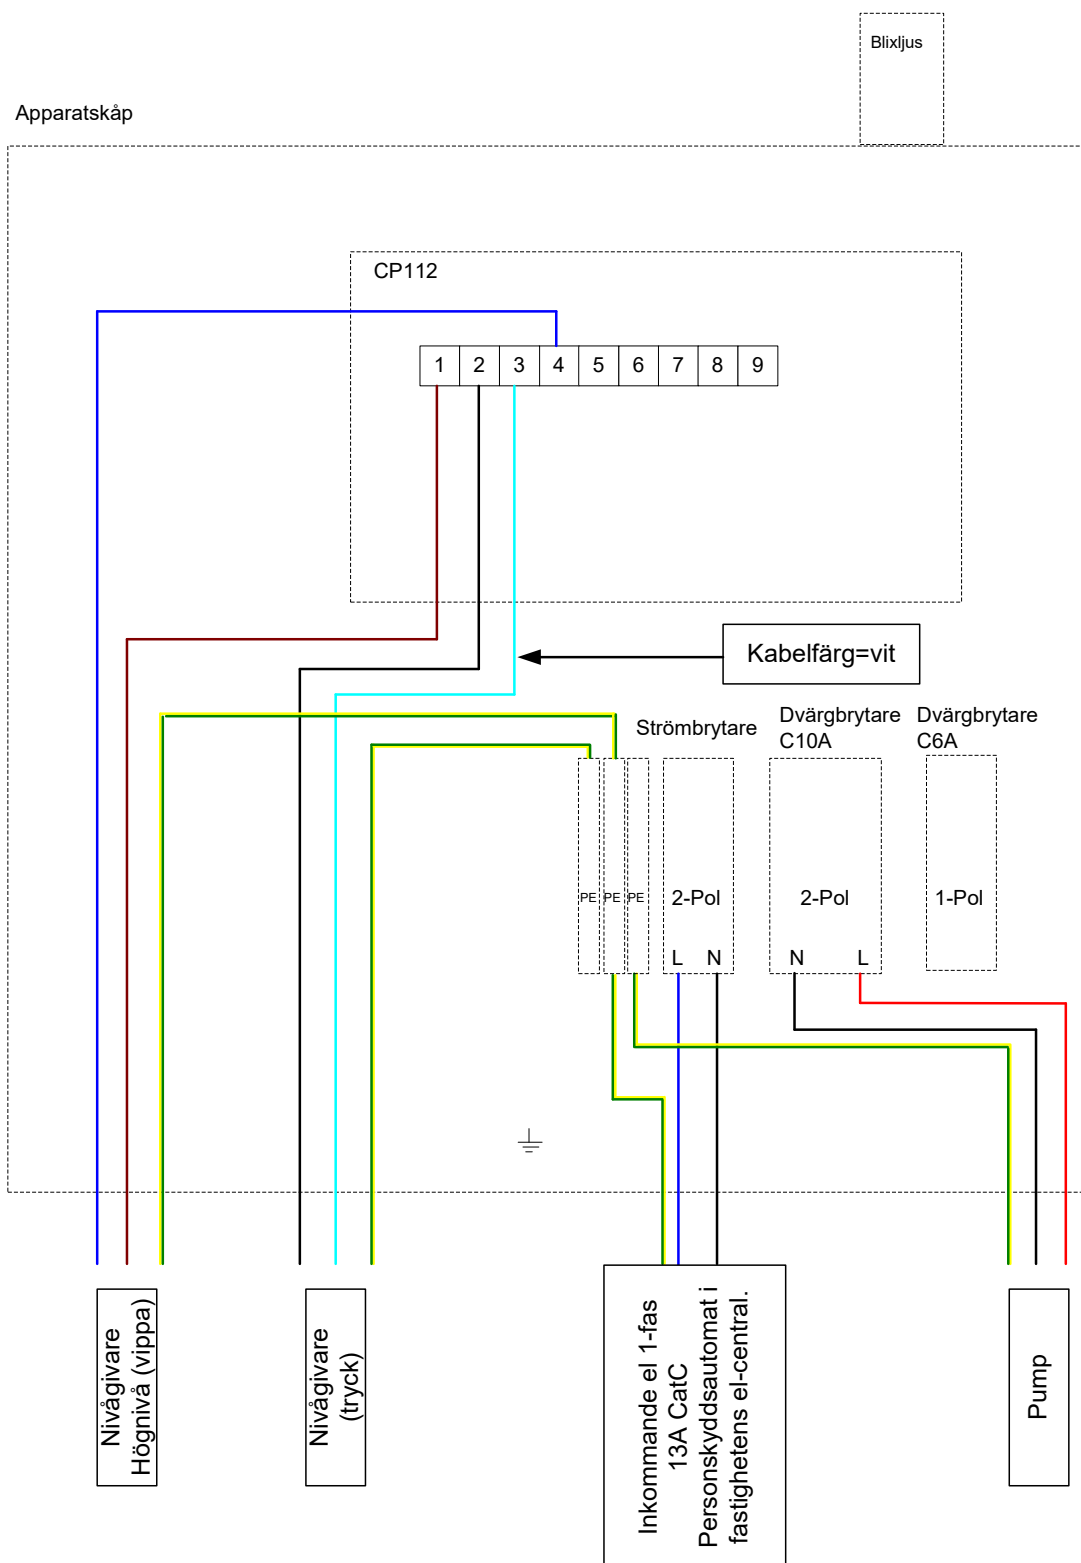 Blixljus
Apparatskåp
CP112
1 2 3 4 5 6 7 8 9
Kabelfärg=vit
Strömbrytare
Dvärgbrytare
C10A
Dvärgbrytare
C6A
PE PE PE
2-Pol
2-Pol
1-Pol
L N
N L
Nivågivare
Högnivå (vippa)
Nivågivare
(tryck)
Inkommande el 1-fas
13A CatC
Personskyddsautomat i
fastighetens el-central.
Pump